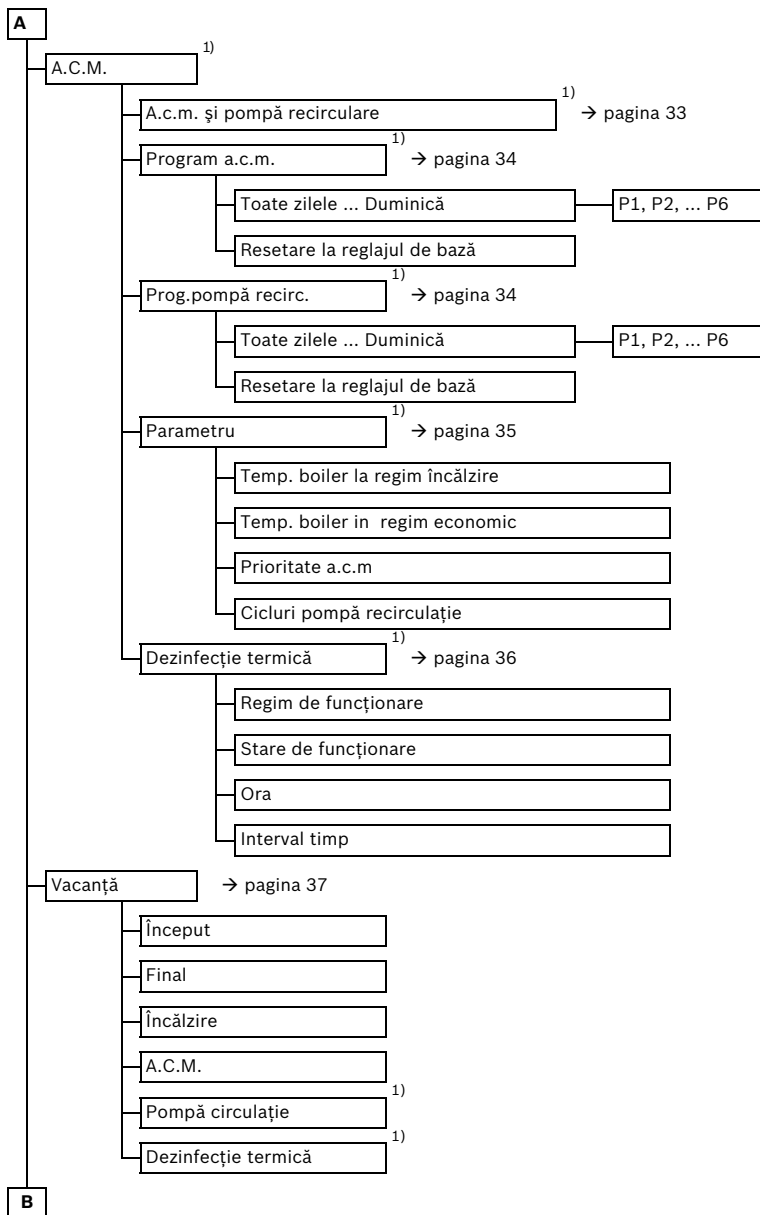 A
A.C.M. 1)
A.c.m. şi pompă recirculare 1) → pagina 33
Program a.c.m. 1) → pagina 34
Toate zilele ... Duminică P1, P2, ... P6
Resetare la reglajul de bază
Prog.pompă recirc. 1) → pagina 34
Toate zilele ... Duminică P1, P2, ... P6
Resetare la reglajul de bază
Parametru 1) → pagina 35
Temp. boiler la regim încălzire
Temp. boiler in  regim economic
Prioritate a.c.m
Cicluri pompă recirculaţie
Dezinfecţie termică 1) → pagina 36
Regim de funcţionare
Stare de funcţionare
Ora
Interval timp
Vacanţă → pagina 37
Început
Final
Încălzire
A.C.M.
Pompă circulaţie 1)
Dezinfecţie termică 1)
B